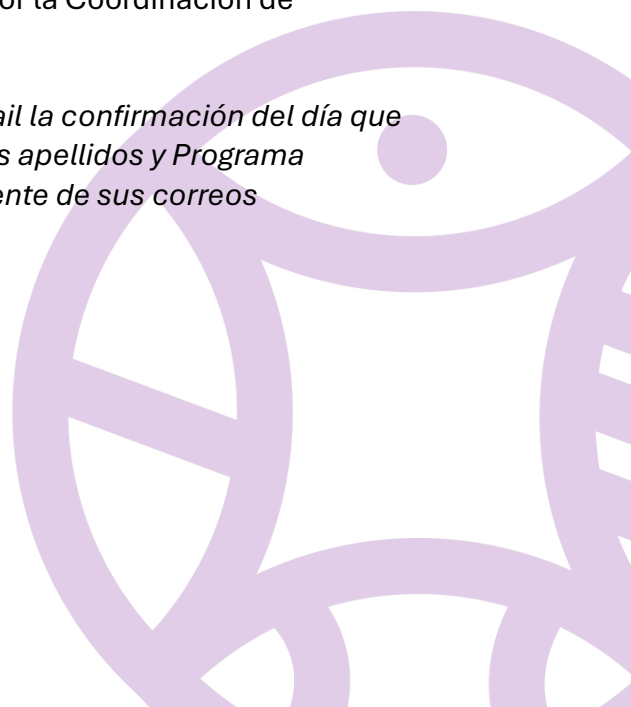 or la Coordinación de
ail la confirmación del día que
s apellidos y Programa
ente de sus correos